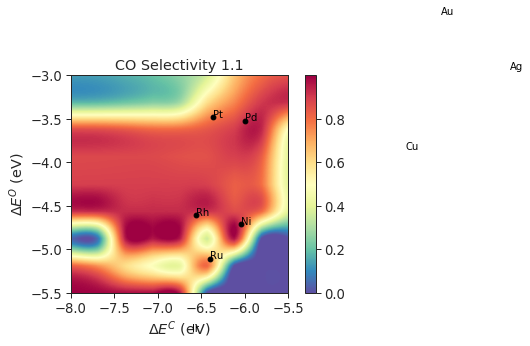 Au
CO Selectivity 1.1
Ag
−3.0
−3.5
−4.0
−4.5
−5.0
−5.5
ΔE^O (eV)
Pt
Pd
Rh
Ni
Ru
Cu
0.8
0.6
0.4
0.2
0.0
−8.0 −7.5 −7.0 −6.5 −6.0 −5.5
ΔE^C (eV)